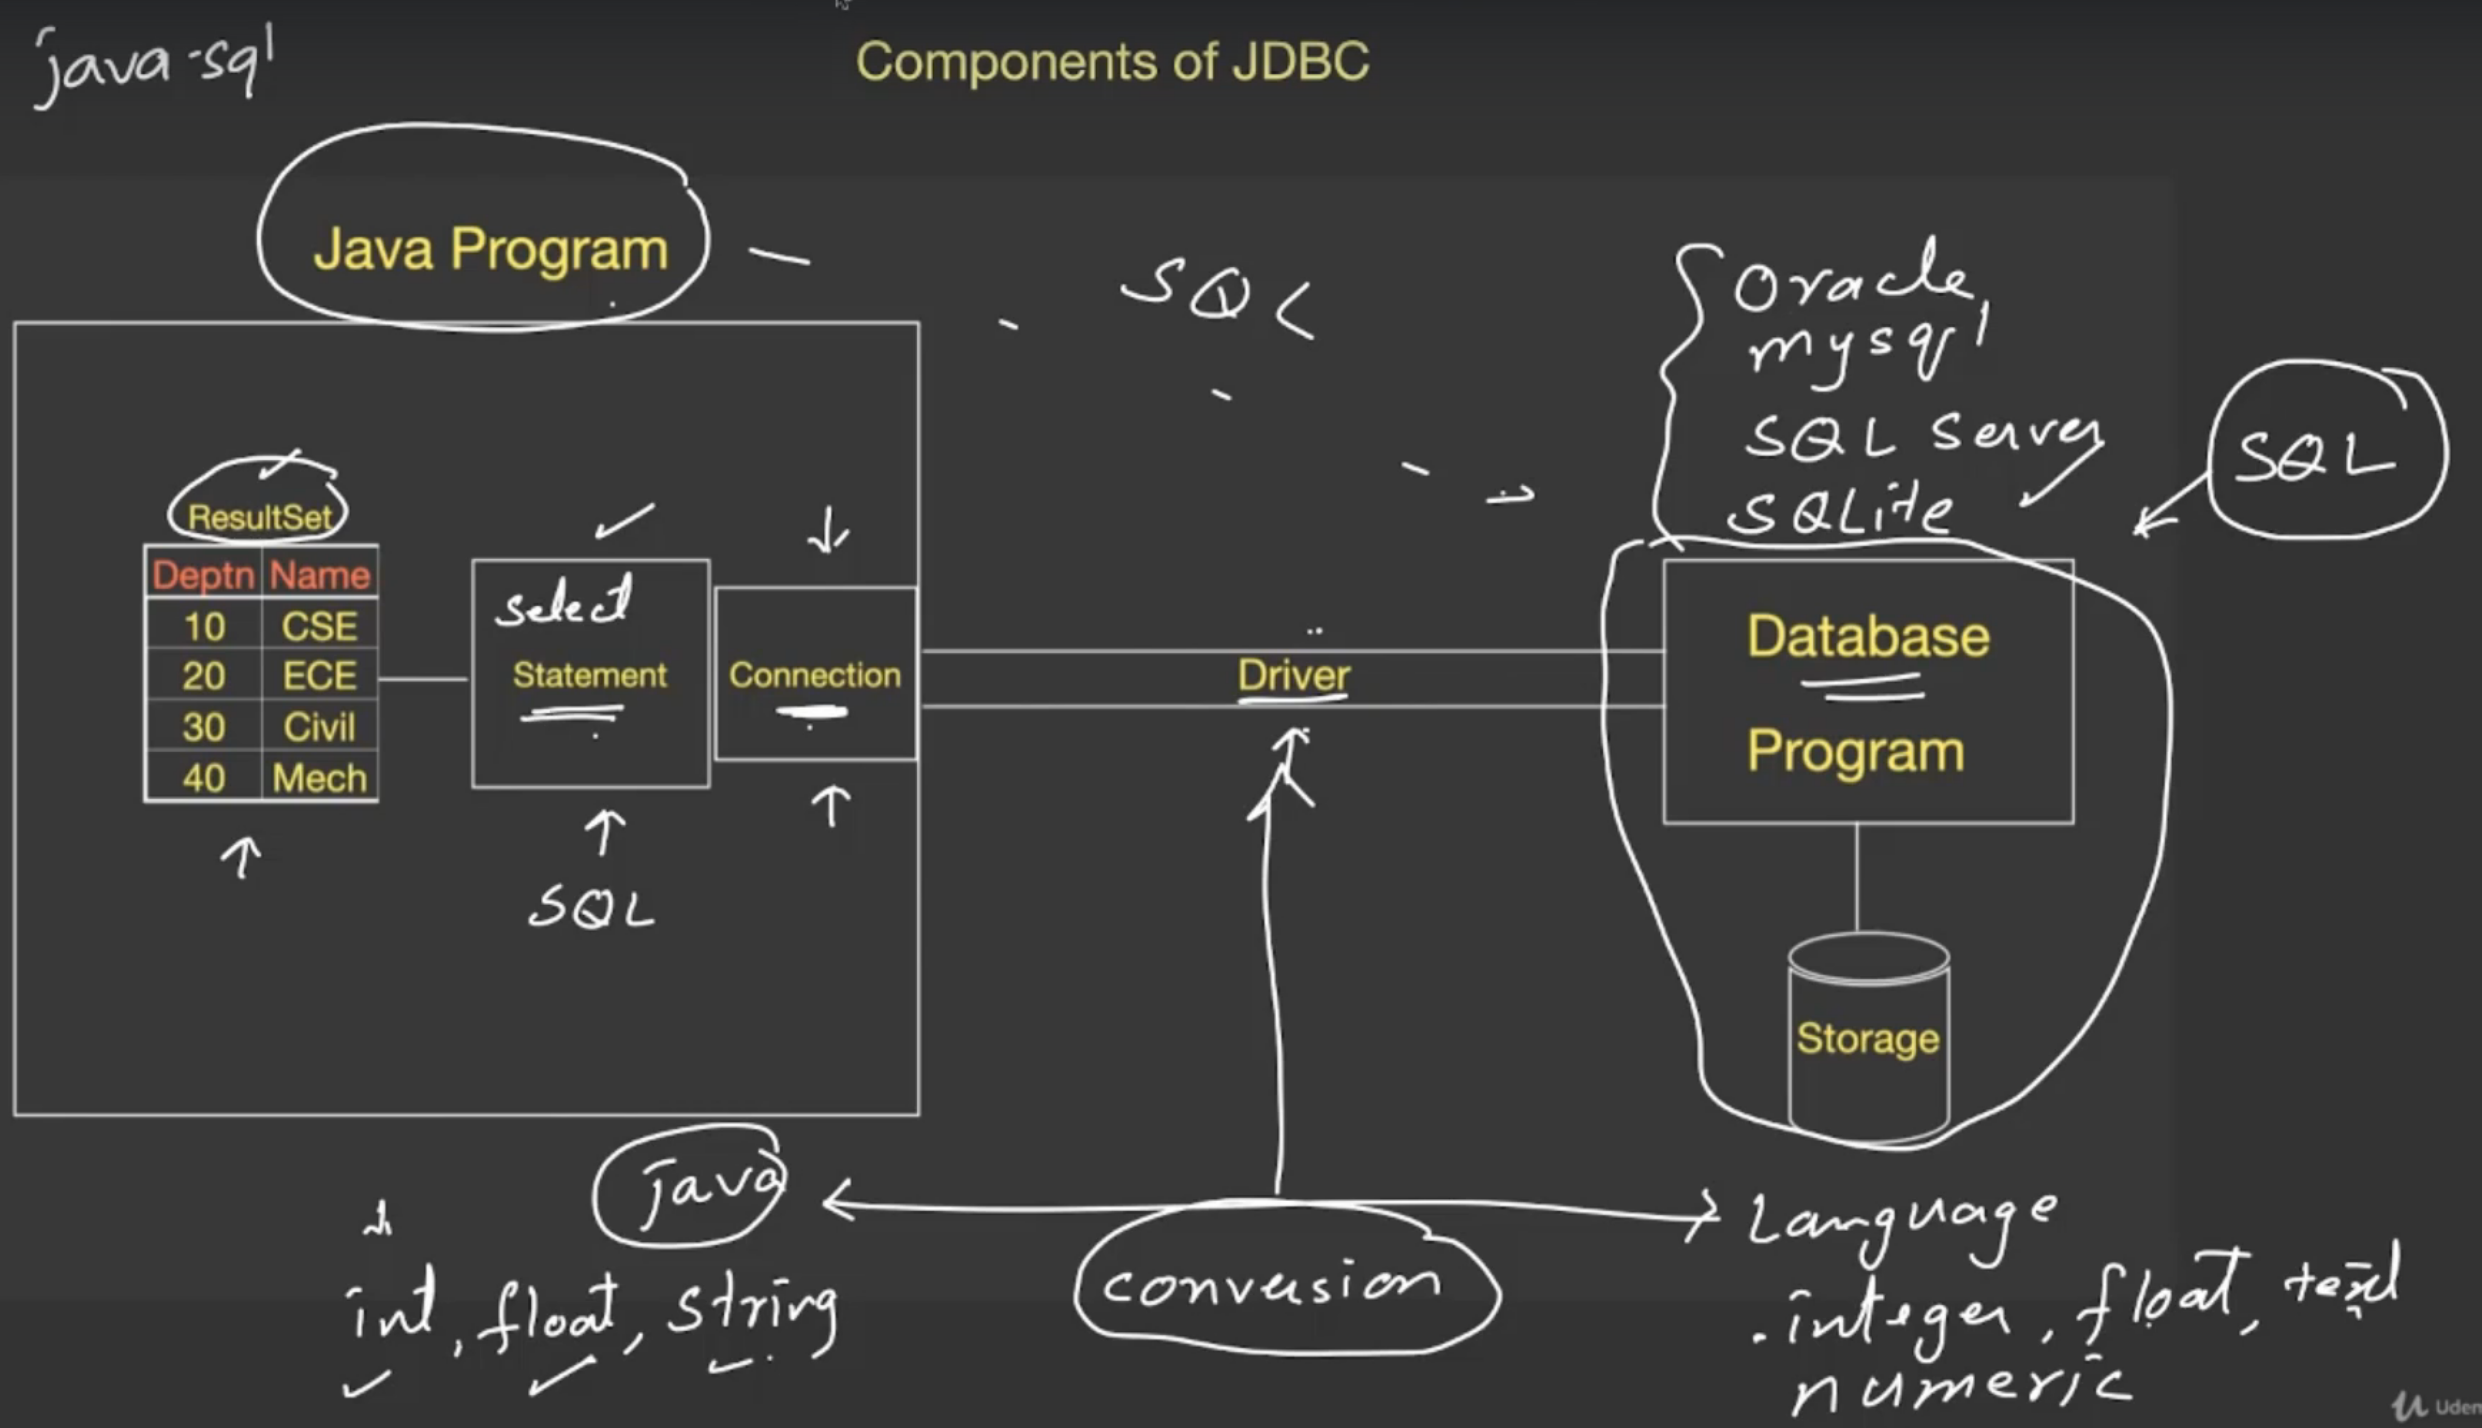 java.sql
Components of JDBC
Java Program
SQL
Oracle,
mysql
SQL Server
SQLite
SQL
ResultSet
Deptn Name
10 CSE
20 ECE
30 Civil
40 Mech
select
Statement
Connection
SQL
Driver
Database
Program
Storage
java
int, float, string
conversion
Language
integer, float, text
numeric
Udem